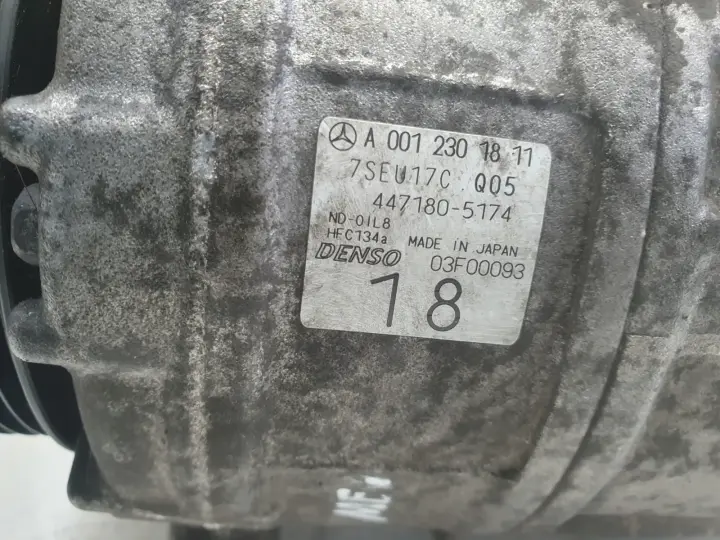 A 001 230 18 11
7SEU17C Q05
447180-5174
ND-OIL8
HFC134a MADE IN JAPAN
DENSO 03F00093
18